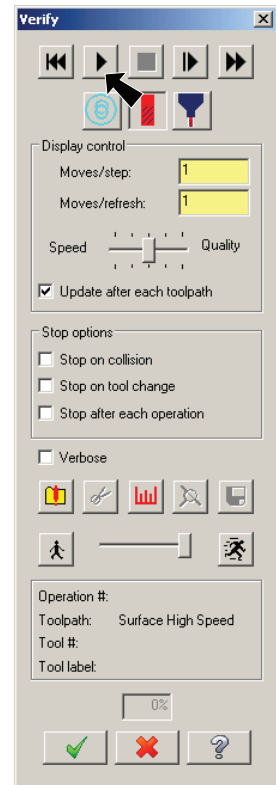 Verify
Display control
Moves/step: 1
Moves/refresh: 1
Speed Quality
Update after each toolpath
Stop options
Stop on collision
Stop on tool change
Stop after each operation
Verbose
Operation #:
Toolpath: Surface High Speed
Tool #:
Tool label:
0%